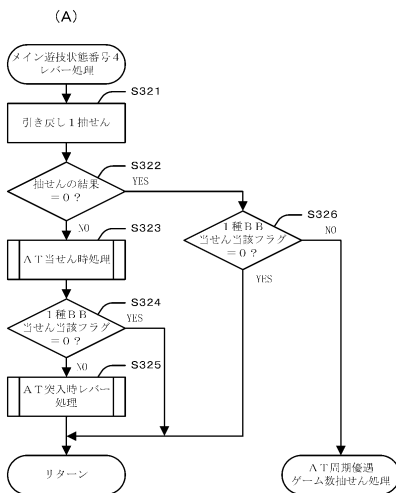 (A)
メイン遊技状態番号4
レバー処理
S321
引き戻し1抽せん
S322
抽せんの結果
=0?
YES
NO
S323
AT当せん時処理
S326
1種BB
当せん当該フラグ
=0?
NO
YES
S324
1種BB
当せん当該フラグ
=0?
YES
NO
S325
AT突入時レバー
処理
リターン
AT周期優遇
ゲーム数抽せん処理